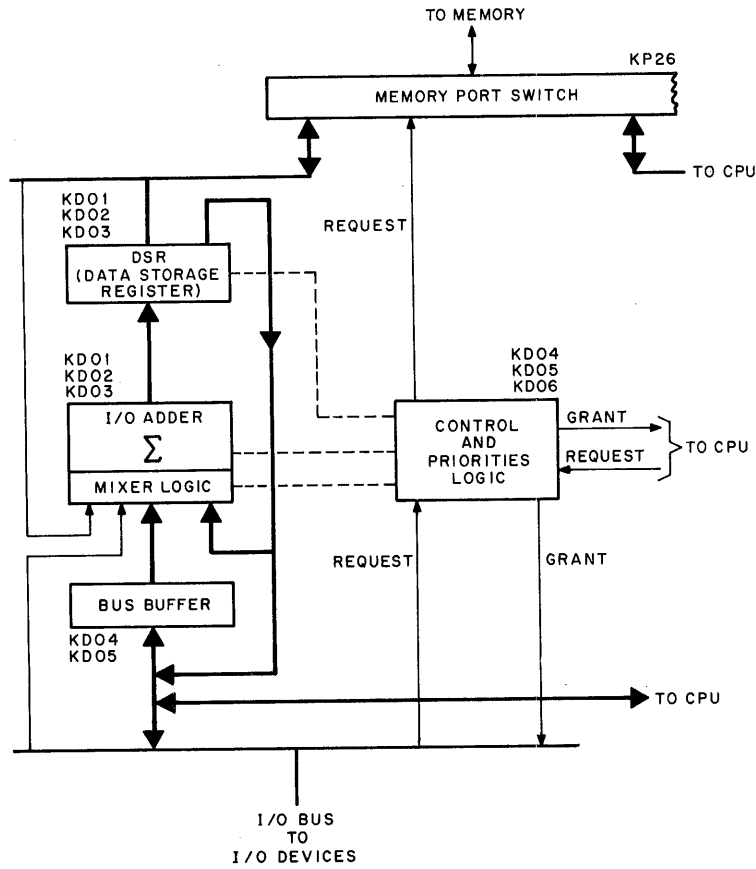 TO MEMORY
KP26
MEMORY PORT SWITCH
TO CPU
KD01
KD02
KD03
REQUEST
DSR
(DATA STORAGE
REGISTER)
KD01
KD02
KD03
KD04
KD05
KD06
I/O ADDER
Σ
MIXER LOGIC
CONTROL
AND
PRIORITIES
LOGIC
GRANT
REQUEST
TO CPU
REQUEST
GRANT
BUS BUFFER
KD04
KD05
TO CPU
I/O BUS
TO
I/O DEVICES